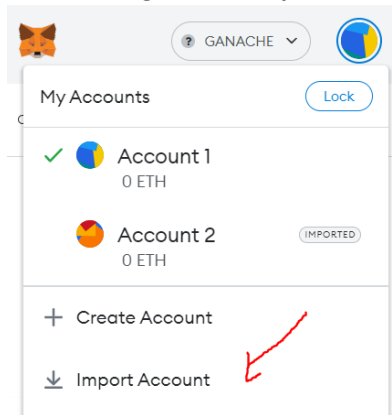 GANACHE
My Accounts
Lock
Account 1
0 ETH
Account 2
IMPORTED
0 ETH
Create Account
Import Account